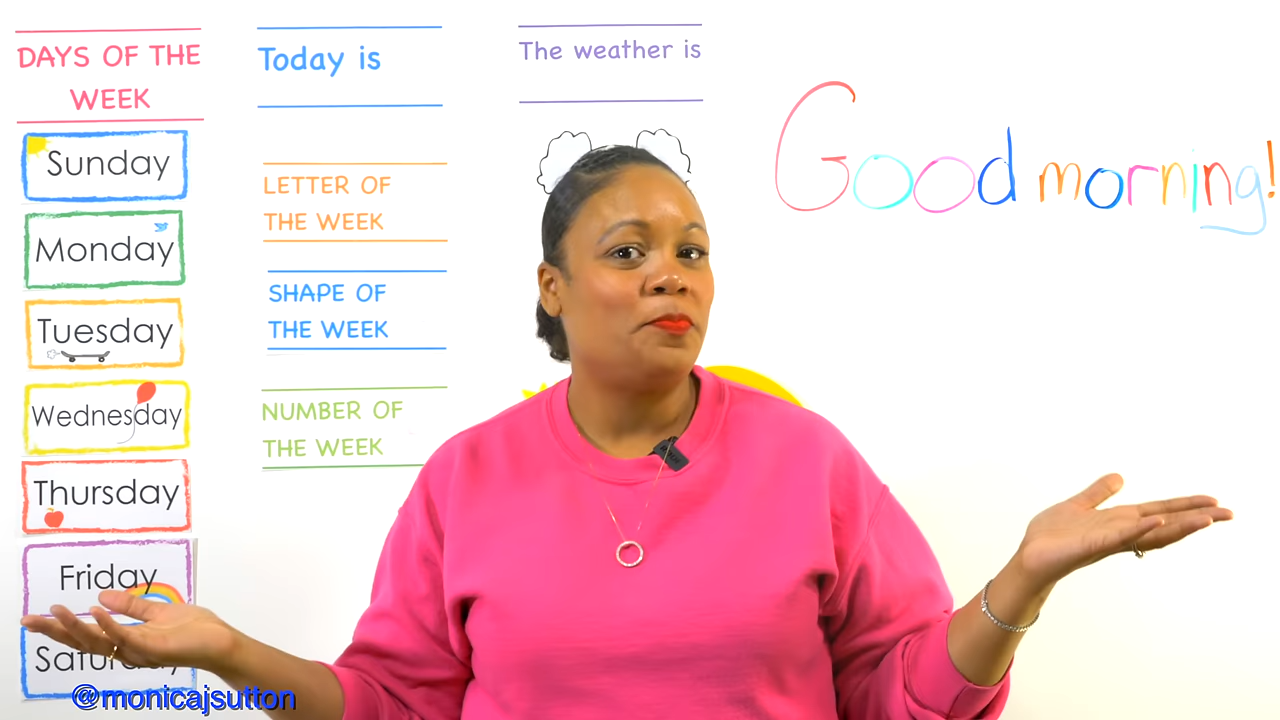 DAYS OF THE
WEEK
Sunday
Monday
Tuesday
Wednesday
Thursday
Friday
Saturday
Today is
LETTER OF
THE WEEK
SHAPE OF
THE WEEK
NUMBER OF
THE WEEK
The weather is
Good morning!
@monicajsutton